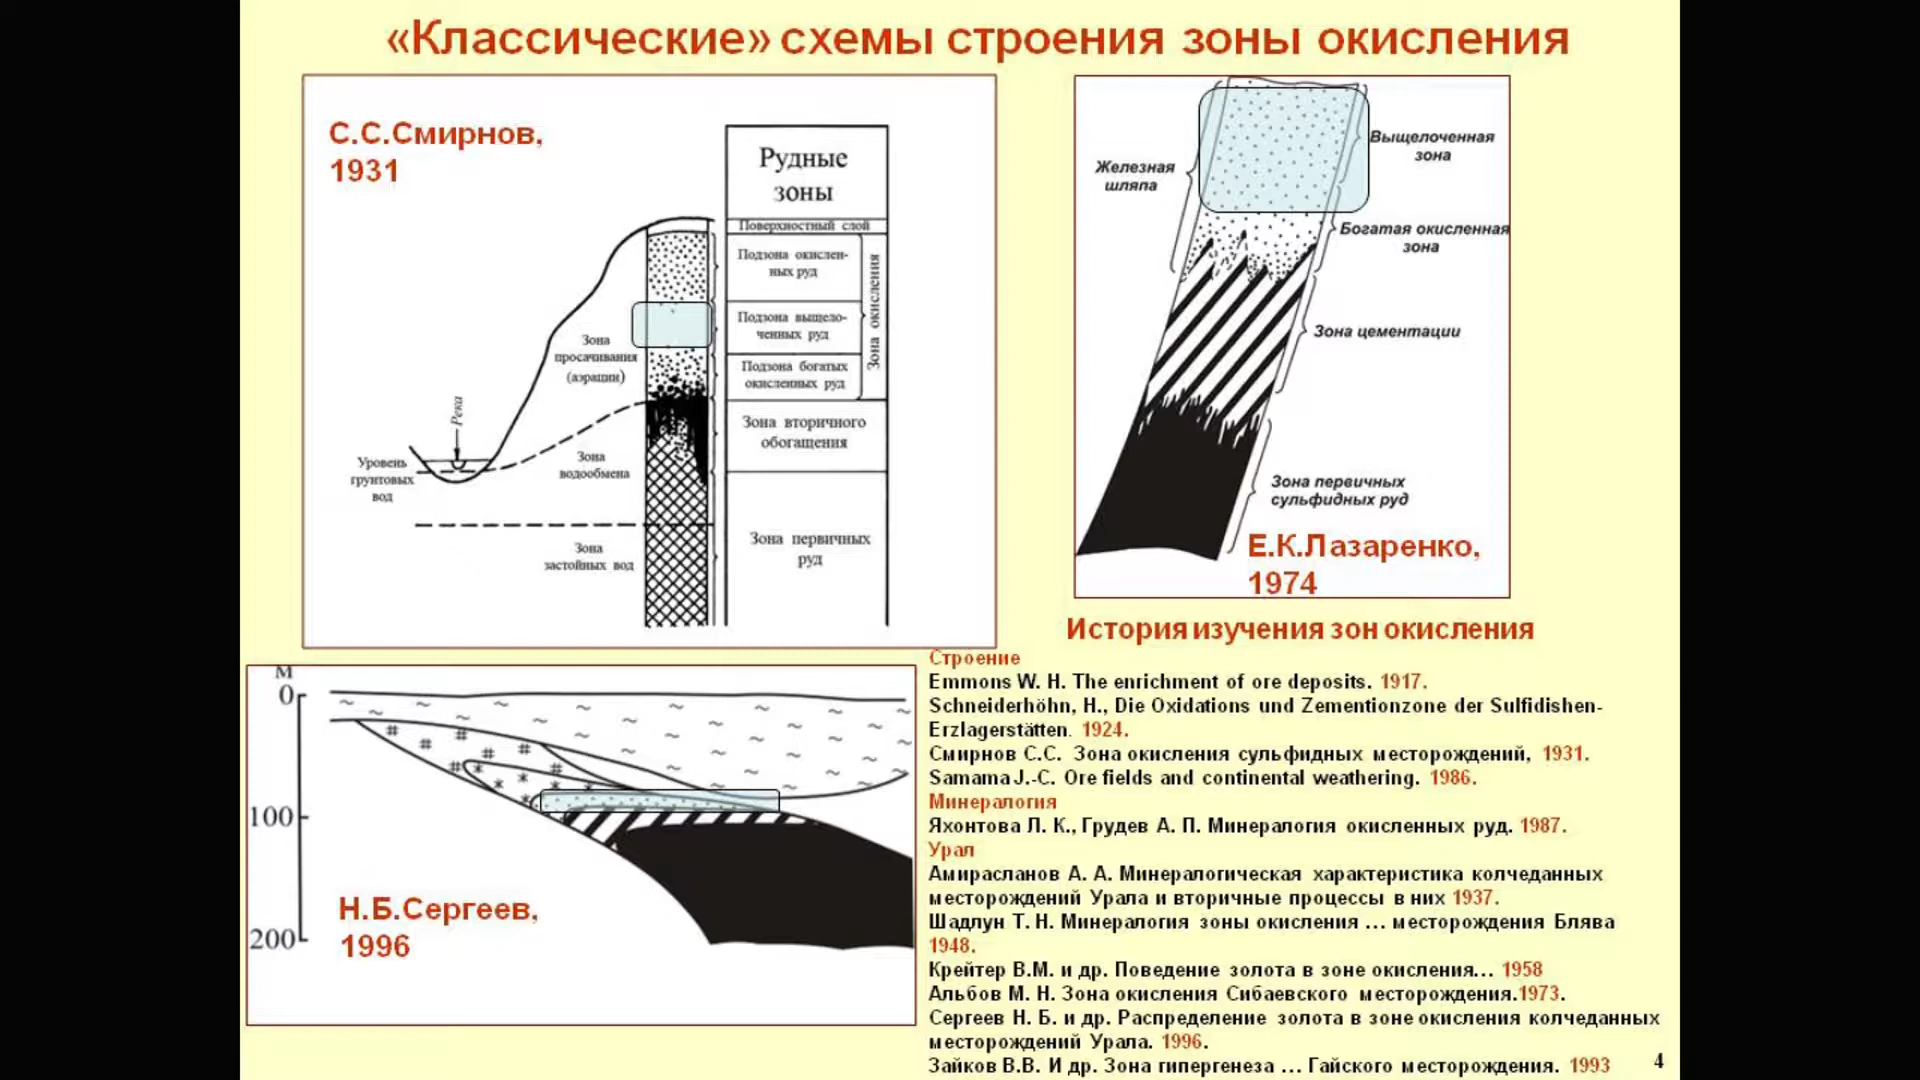 «Классические» схемы строения зоны окисления
С.С.Смирнов,
1931
Рудные
зоны
Поверхностный слой
Подзона окислен-
ных руд
Подзона выщело-
ченных руд
Подзона богатых
окисленных руд
Зона окисления
Зона вторичного
обогащения
Зона первичных
руд
Зона
просачивания
(аэрации)
Река
Уровень
грунтовых
вод
Зона
водообмена
Зона
застойных вод
Железная
шляпа
Выщелоченная
зона
Богатая окисленная
зона
Зона цементации
Зона первичных
сульфидных руд
Е.К.Лазаренко,
1974
М
0
100
200
Н.Б.Сергеев,
1996
История изучения зон окисления
Строение
Emmons W. H. The enrichment of ore deposits. 1917.
Schneiderhöhn, H., Die Oxidations und Zementionzone der Sulfidishen-
Erzlagerstätten. 1924.
Смирнов С.С. Зона окисления сульфидных месторождений, 1931.
Samama J.-C. Ore fields and continental weathering. 1986.
Минералогия
Яхонтова Л. К., Грудев А. П. Минералогия окисленных руд. 1987.
Урал
Амирасланов А. А. Минералогическая характеристика колчеданных
месторождений Урала и вторичные процессы в них 1937.
Шадлун Т. Н. Минералогия зоны окисления ... месторождения Блява
1948.
Крейтер В.М. и др. Поведение золота в зоне окисления... 1958
Альбов М. Н. Зона окисления Сибаевского месторождения.1973.
Сергеев Н. Б. и др. Распределение золота в зоне окисления колчеданных
месторождений Урала. 1996.
Зайков В.В. И др. Зона гипергенеза ... Гайского месторождения. 1993
4